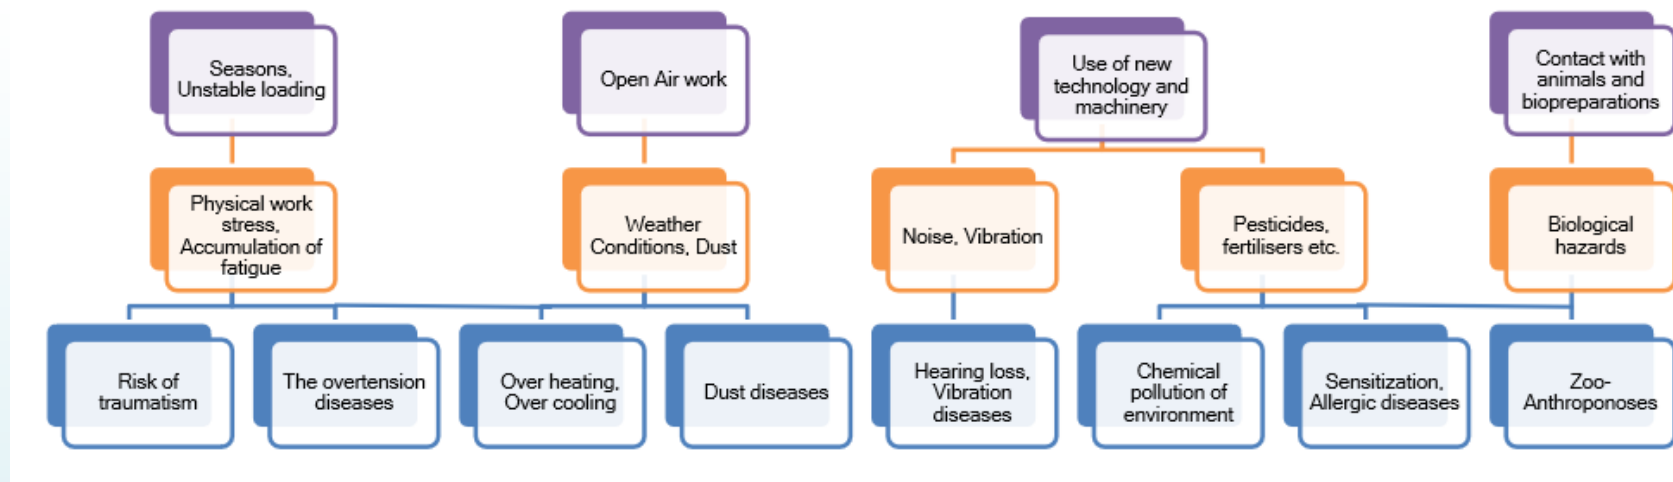 Seasons,
Unstable loading
Open Air work
Use of new
technology and
machinery
Contact with
animals and
biopreparations
Physical work
stress,
Accumulation of
fatigue
Weather
Conditions, Dust
Noise, Vibration
Pesticides,
fertilisers etc.
Biological
hazards
Risk of
traumatism
The overtension
diseases
Over heating,
Over cooling
Dust diseases
Hearing loss,
Vibration
diseases
Chemical
pollution of
environment
Sensitization,
Allergic diseases
Zoo-
Anthroponoses